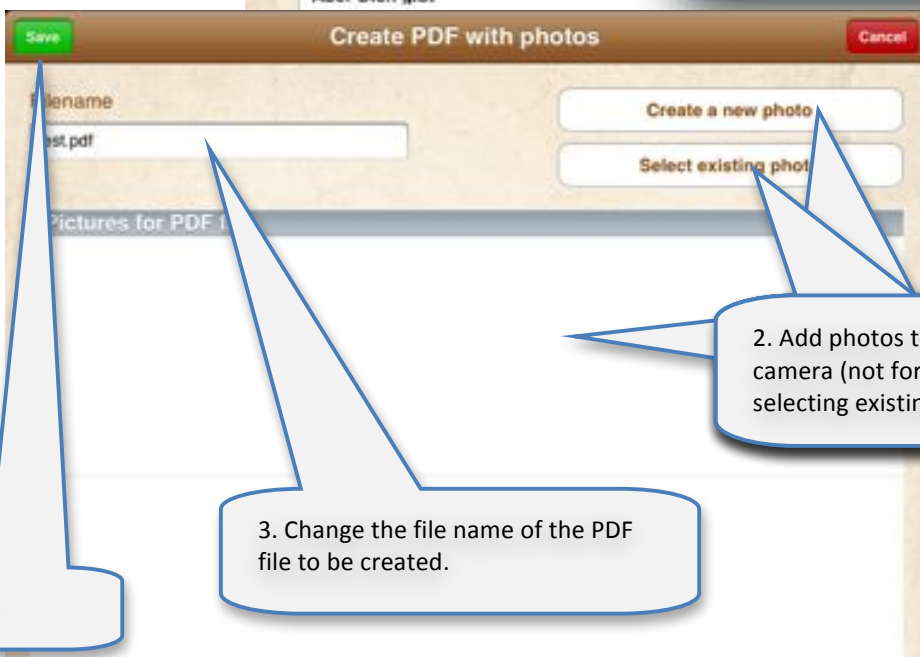 Save
Create PDF with photos
Cancel
Create a new photo
Select existing phot
Pictures for PDF
2. Add photos t
camera (not for
selecting existin
3. Change the file name of the PDF
file to be created.